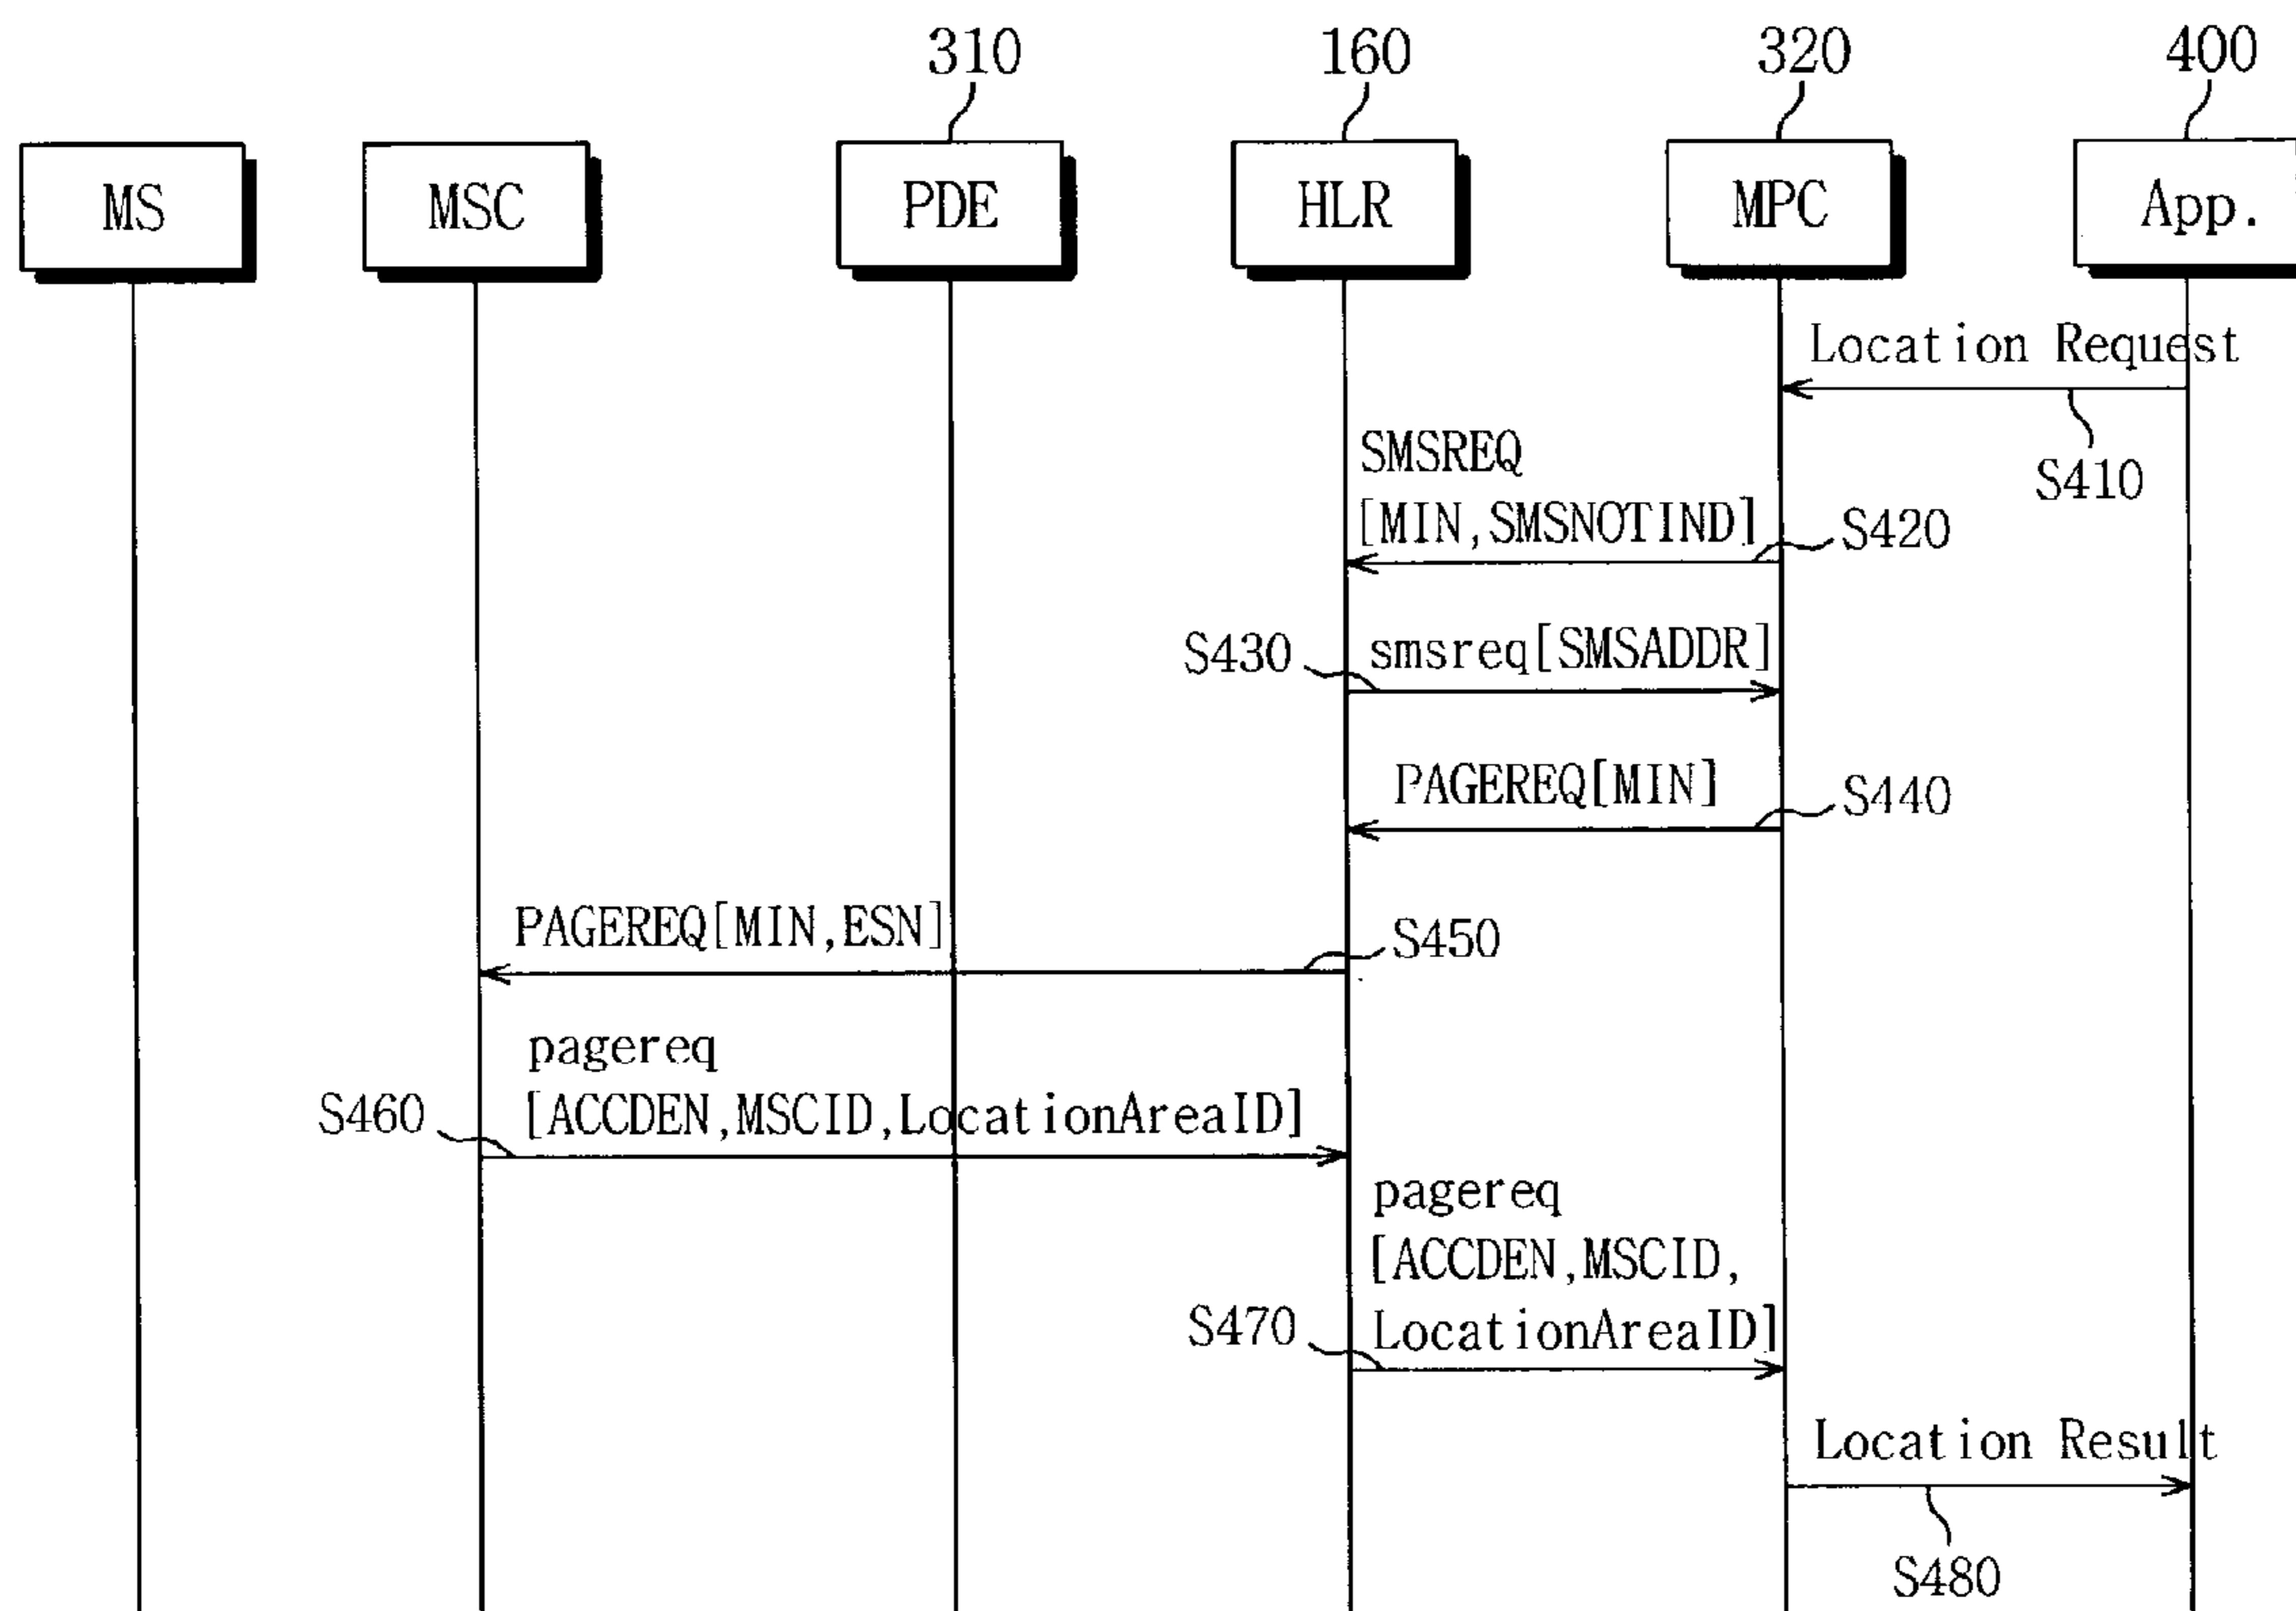 310
160
320
400
MS
MSC
PDE
HLR
MPC
App.
Location Request
S410
SMSREQ
[MIN,SMSNOTIND]
S420
S430
smsreq[SMSADDR]
PAGEREQ[MIN]
S440
PAGEREQ[MIN,ESN]
S450
pagereq
S460
[ACCDEN,MSCID,LocationAreaID]
pagereq
[ACCDEN,MSCID,
S470
LocationAreaID]
Location Result
S480